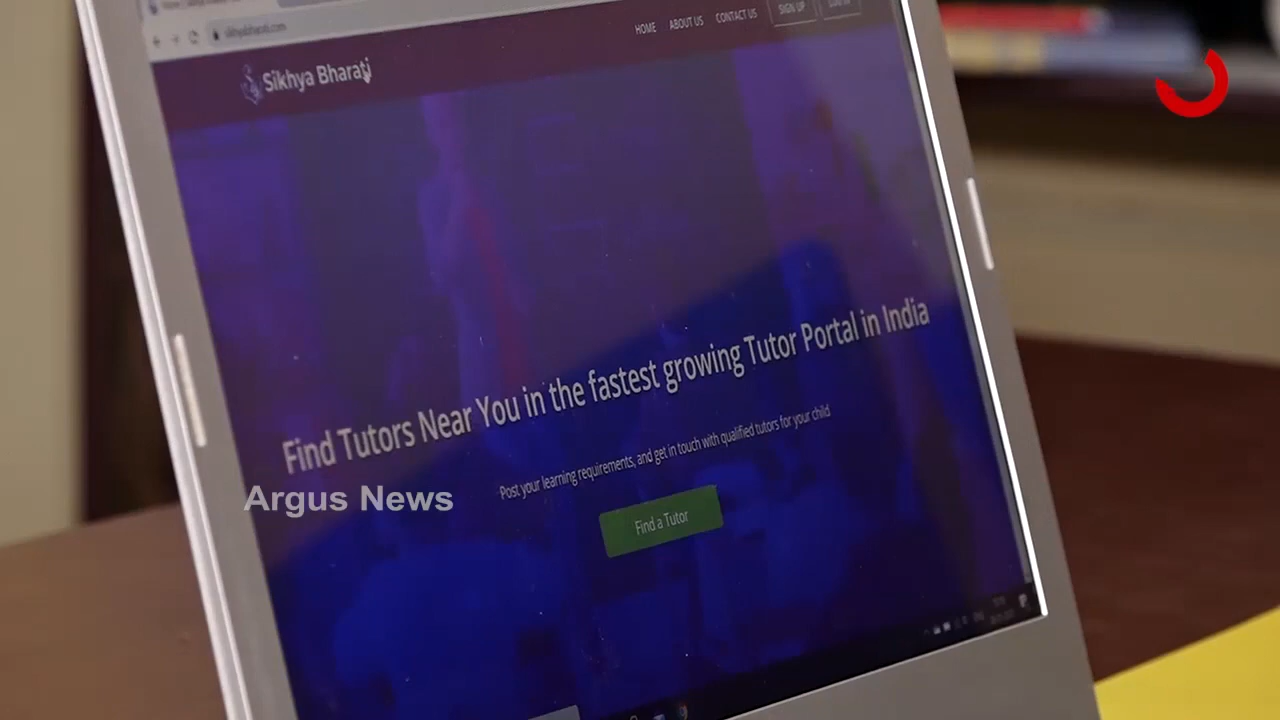 HOME ABOUT US CONTACT US SIGN UP
Sikhya Bharati
Find Tutors Near You in the fastest growing Tutor Portal in India
Post your learning requirements, and get in touch with qualified tutors for your child
Find a Tutor
Argus News